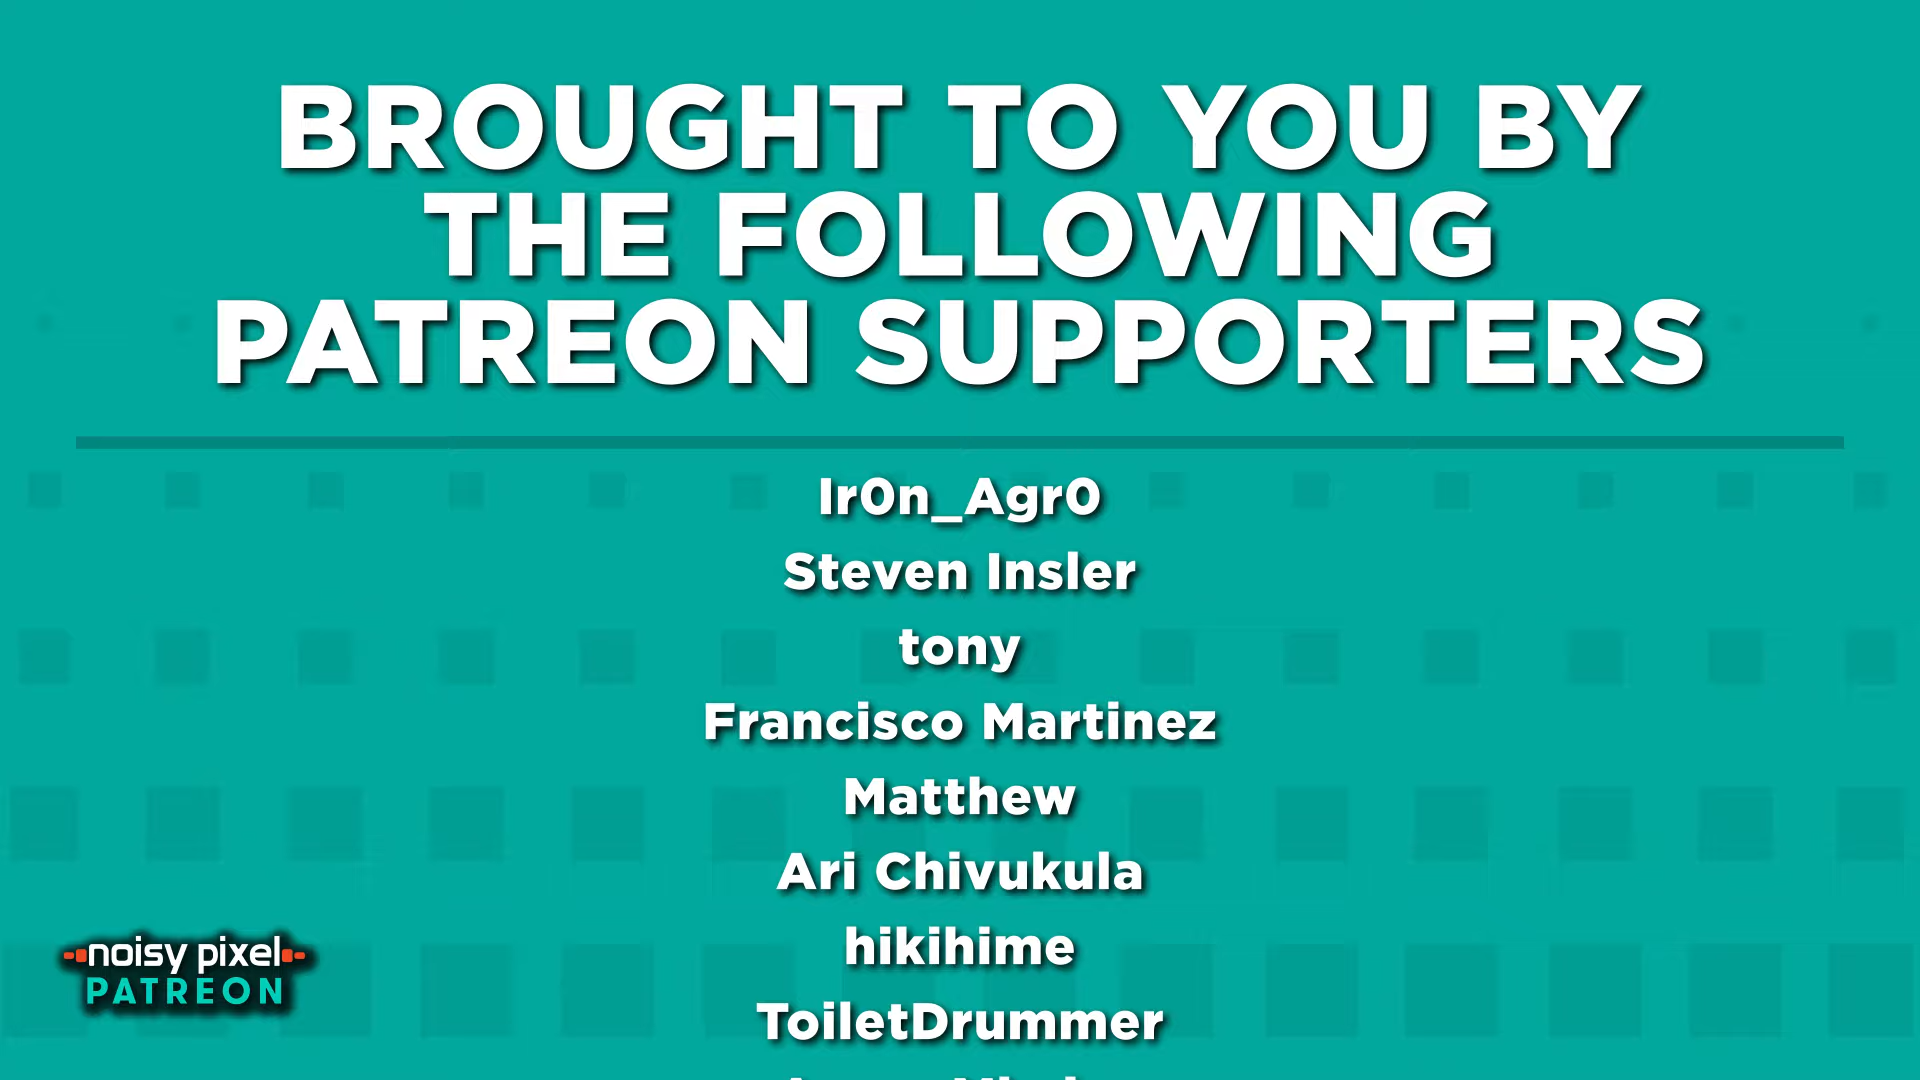 BROUGHT TO YOU BY
THE FOLLOWING
PATREON SUPPORTERS
Ir0n_Agr0
Steven Insler
tony
Francisco Martinez
Matthew
Ari Chivukula
hikihime
ToiletDrummer
noisy pixel
PATREON